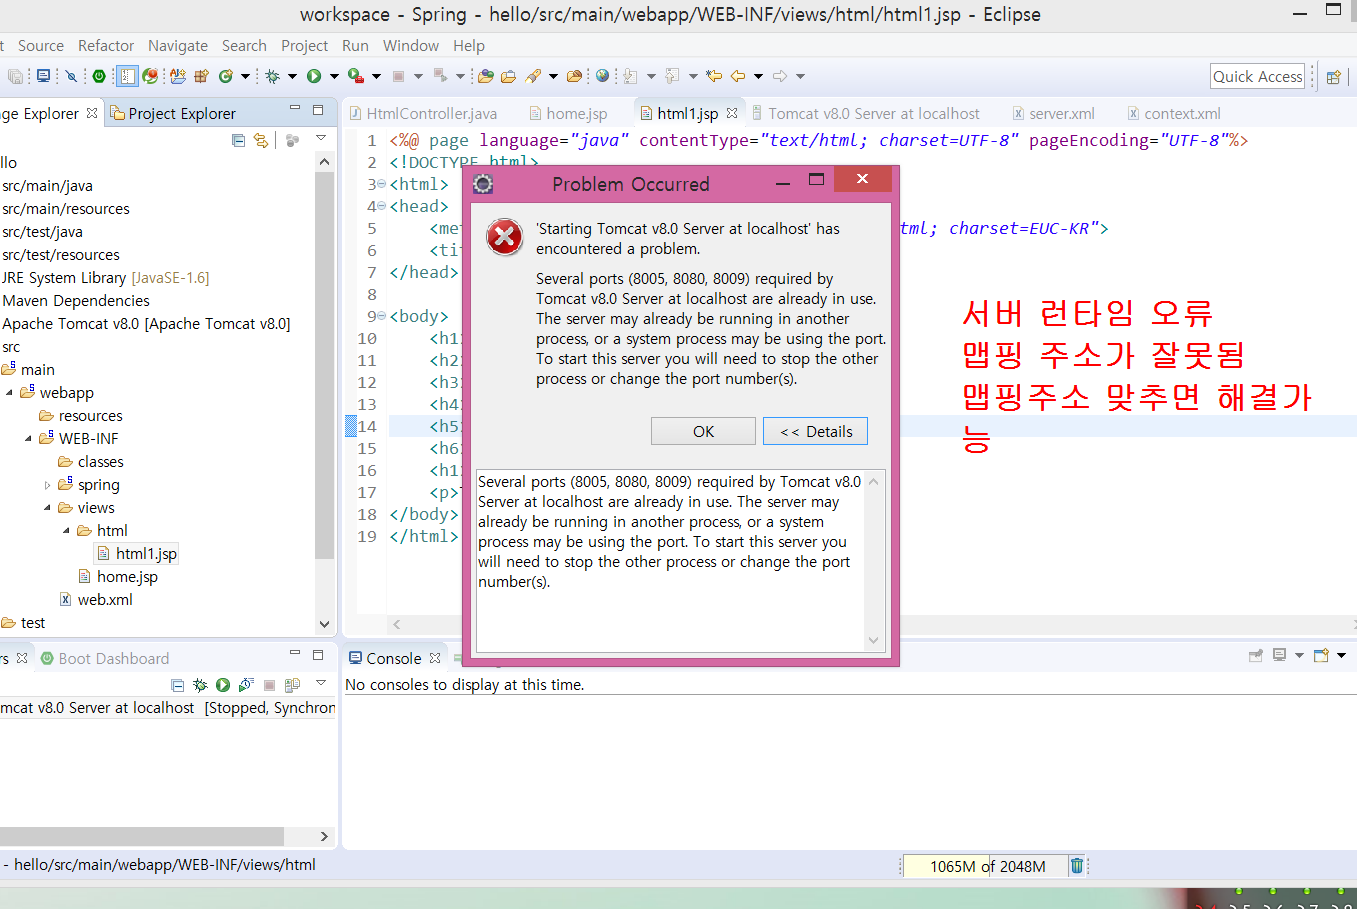 workspace - Spring - hello/src/main/webapp/WEB-INF/views/html/html1.jsp - Eclipse
t Source Refactor Navigate Search Project Run Window Help
Quick Access
ge Explorer Project Explorer
HtmlController.java home.jsp html1.jsp Tomcat v8.0 Server at localhost server.xml context.xml
llo
src/main/java
src/main/resources
src/test/java
src/test/resources
JRE System Library [JavaSE-1.6]
Maven Dependencies
Apache Tomcat v8.0 [Apache Tomcat v8.0]
src
main
webapp
resources
WEB-INF
classes
spring
views
html
html1.jsp
home.jsp
web.xml
test
1 <%@ page language="java" contentType="text/html; charset=UTF-8" pageEncoding="UTF-8"%>
2 <!DOCTYPE html>
3 <html>
4 <head>
5 <me tml; charset=EUC-KR">
6 <ti
7 </head>
8
9 <body>
10 <h1
11 <h2
12 <h3
13 <h4
14 <h5
15 <h6
16 <h1
17 <p>
18 </body>
19 </html>
Problem Occurred
'Starting Tomcat v8.0 Server at localhost' has
encountered a problem.
Several ports (8005, 8080, 8009) required by
Tomcat v8.0 Server at localhost are already in use.
The server may already be running in another
process, or a system process may be using the port.
To start this server you will need to stop the other
process or change the port number(s).
OK << Details
Several ports (8005, 8080, 8009) required by Tomcat v8.0
Server at localhost are already in use. The server may
already be running in another process, or a system
process may be using the port. To start this server you
will need to stop the other process or change the port
number(s).
서버 런타임 오류
맵핑 주소가 잘못됨
맵핑주소 맞추면 해결가
능
rs Boot Dashboard
mcat v8.0 Server at localhost [Stopped, Synchron
Console
No consoles to display at this time.
- hello/src/main/webapp/WEB-INF/views/html
1065M of 2048M